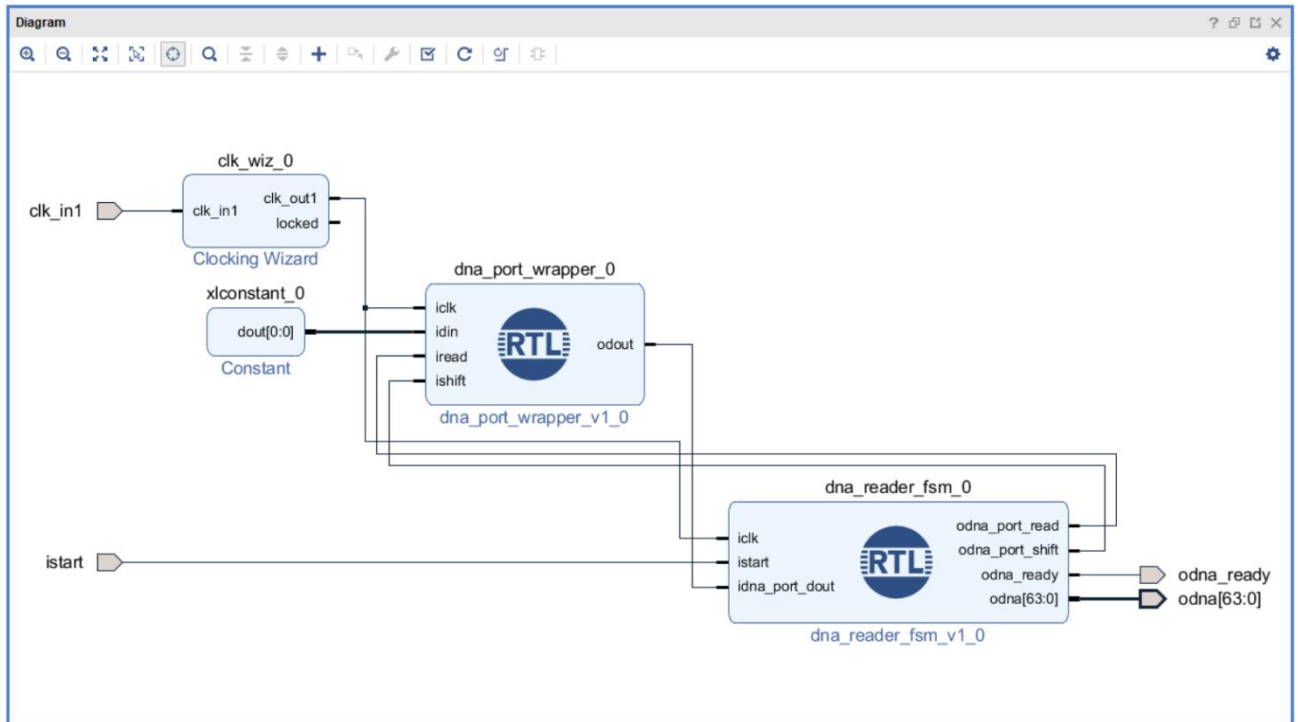 Diagram
clk_wiz_0
clk_in1
clk_in1
clk_out1
locked
Clocking Wizard
xlconstant_0
dout[0:0]
Constant
dna_port_wrapper_0
iclk
idin
iread
ishift
RTL
odout
dna_port_wrapper_v1_0
dna_reader_fsm_0
istart
iclk
istart
idna_port_dout
RTL
odna_port_read
odna_port_shift
odna_ready
odna[63:0]
dna_reader_fsm_v1_0
odna_ready
odna[63:0]